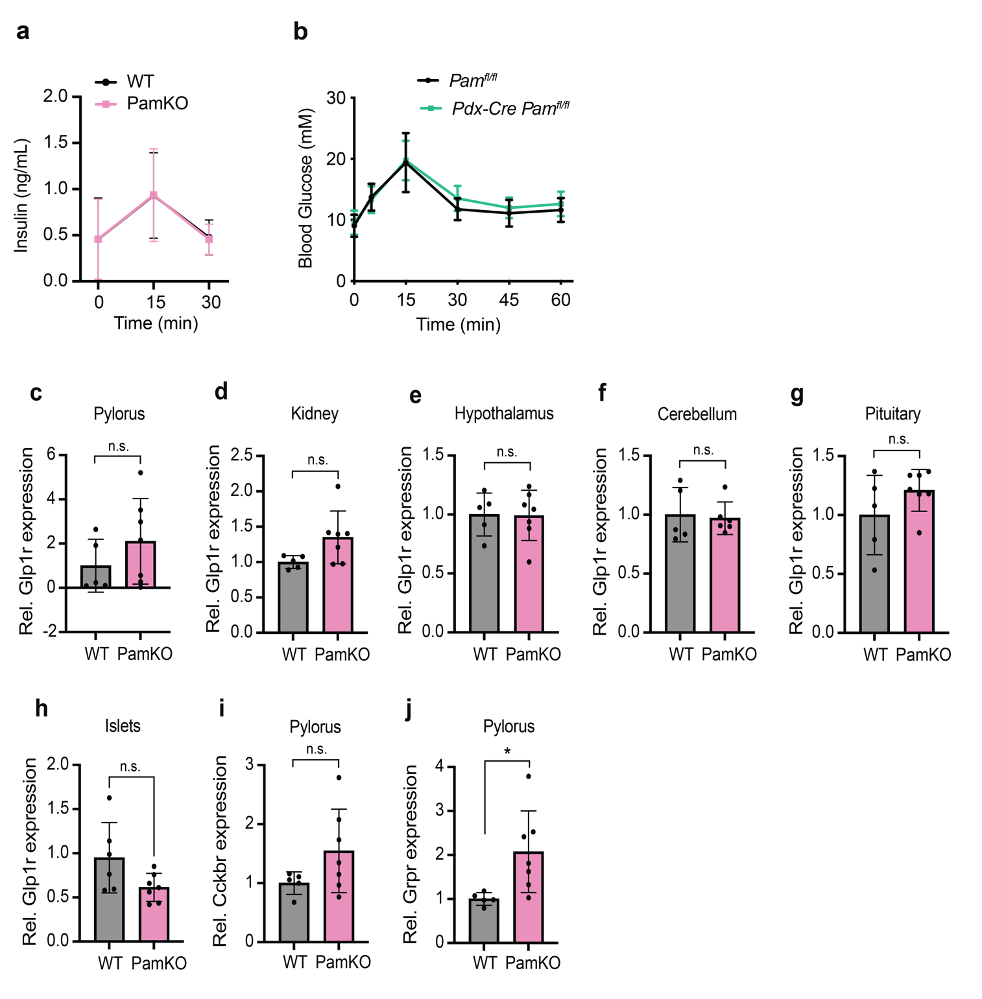 a
WT
PamKO
2.0
1.5
1.0
0.5
0.0
Insulin (ng/mL)
0 15 30
Time (min)
b
Pam^fl/fl
Pdx-Cre Pam^fl/fl
30
20
10
0
Blood Glucose (mM)
0 15 30 45 60
Time (min)
c
Pylorus
n.s.
6
4
2
0
-2
Rel. Glp1r expression
WT PamKO
d
Kidney
n.s.
2.5
2.0
1.5
1.0
0.5
0.0
Rel. Glp1r expression
WT PamKO
e
Hypothalamus
n.s.
1.5
1.0
0.5
0.0
Rel. Glp1r expression
WT PamKO
f
Cerebellum
n.s.
1.5
1.0
0.5
0.0
Rel. Glp1r expression
WT PamKO
g
Pituitary
n.s.
1.5
1.0
0.5
0.0
Rel. Glp1r expression
WT PamKO
h
Islets
n.s.
2.0
1.5
1.0
0.5
0.0
Rel. Glp1r expression
WT PamKO
i
Pylorus
n.s.
3
2
1
0
Rel. Cckbr expression
WT PamKO
j
Pylorus
*
4
3
2
1
0
Rel. Grpr expression
WT PamKO